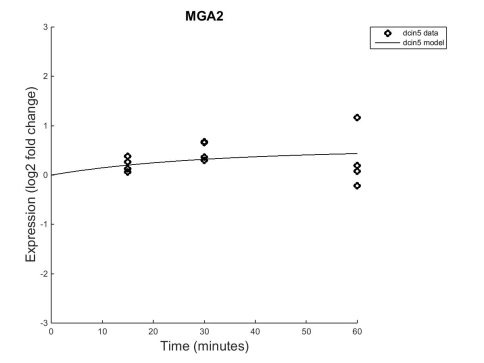 MGA2
dcin5 data
dcin5 model
Expression (log2 fold change)
3
2
1
0
-1
-2
-3
0 10 20 30 40 50 60
Time (minutes)